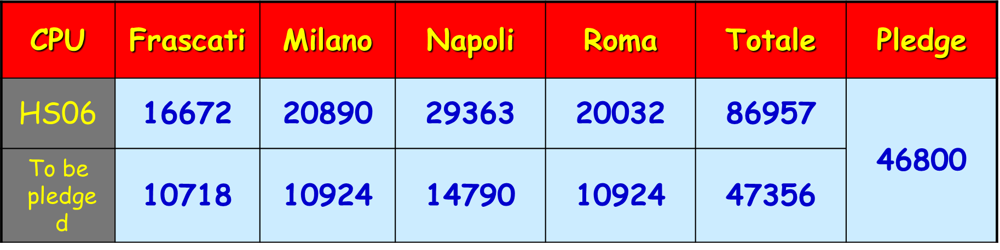 CPU Frascati Milano Napoli Roma Totale Pledge
HS06 16672 20890 29363 20032 86957
46800
To be
pledge
d
10718 10924 14790 10924 47356